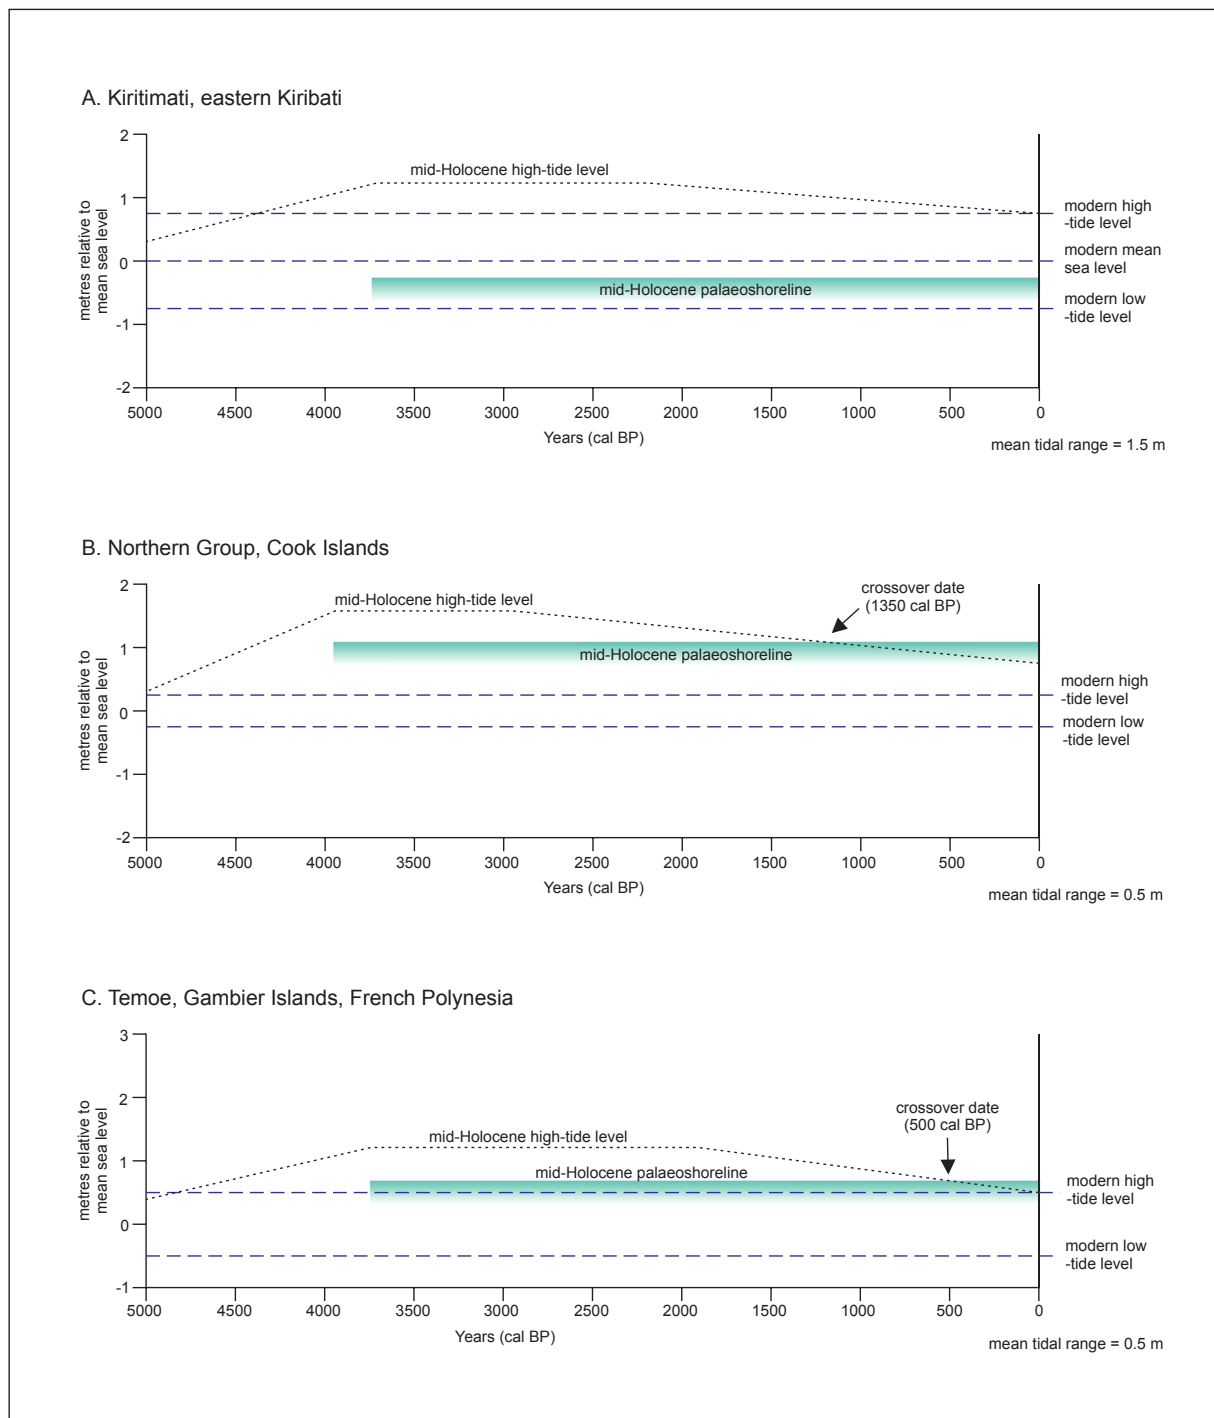 A. Kiritimati, eastern Kiribati
2
1
0
-1
-2
metres relative to
mean sea level
mid-Holocene high-tide level
mid-Holocene palaeoshoreline
modern high
-tide level
modern mean
sea level
modern low
-tide level
5000 4500 4000 3500 3000 2500 2000 1500 1000 500 0
Years (cal BP)
mean tidal range = 1.5 m
B. Northern Group, Cook Islands
2
1
0
-1
-2
metres relative to
mean sea level
mid-Holocene high-tide level
crossover date
(1350 cal BP)
mid-Holocene palaeoshoreline
modern high
-tide level
modern low
-tide level
5000 4500 4000 3500 3000 2500 2000 1500 1000 500 0
Years (cal BP)
mean tidal range = 0.5 m
C. Temoe, Gambier Islands, French Polynesia
3
2
1
0
-1
metres relative to
mean sea level
crossover date
(500 cal BP)
mid-Holocene high-tide level
mid-Holocene palaeoshoreline
modern high
-tide level
modern low
-tide level
5000 4500 4000 3500 3000 2500 2000 1500 1000 500 0
Years (cal BP)
mean tidal range = 0.5 m